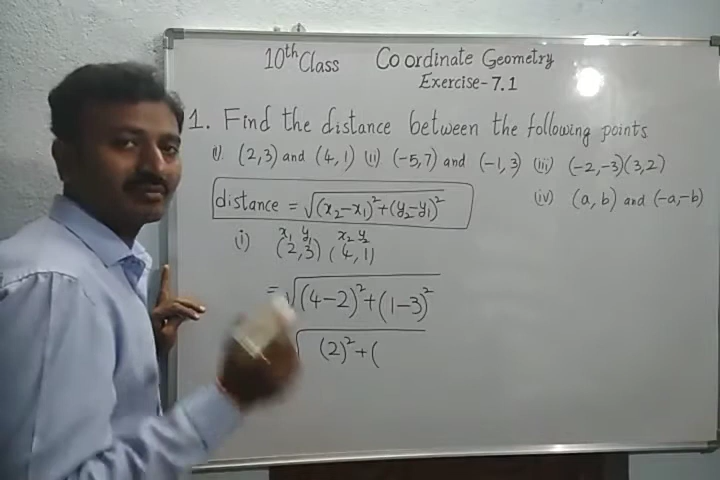 10th Class Coordinate Geometry
Exercise-7.1
1. Find the distance between the following points
(i). (2,3) and (4,1) (ii) (-5,7) and (-1,3) (iii) (-2,-3)(3,2)
(iv) (a, b) and (-a,-b)
distance = √(x₂-x₁)²+(y₂-y₁)²
x₁ y₁ x₂ y₂
(i) (2,3) (4,1)
= √(4-2)²+(1-3)²
√(2)²+(